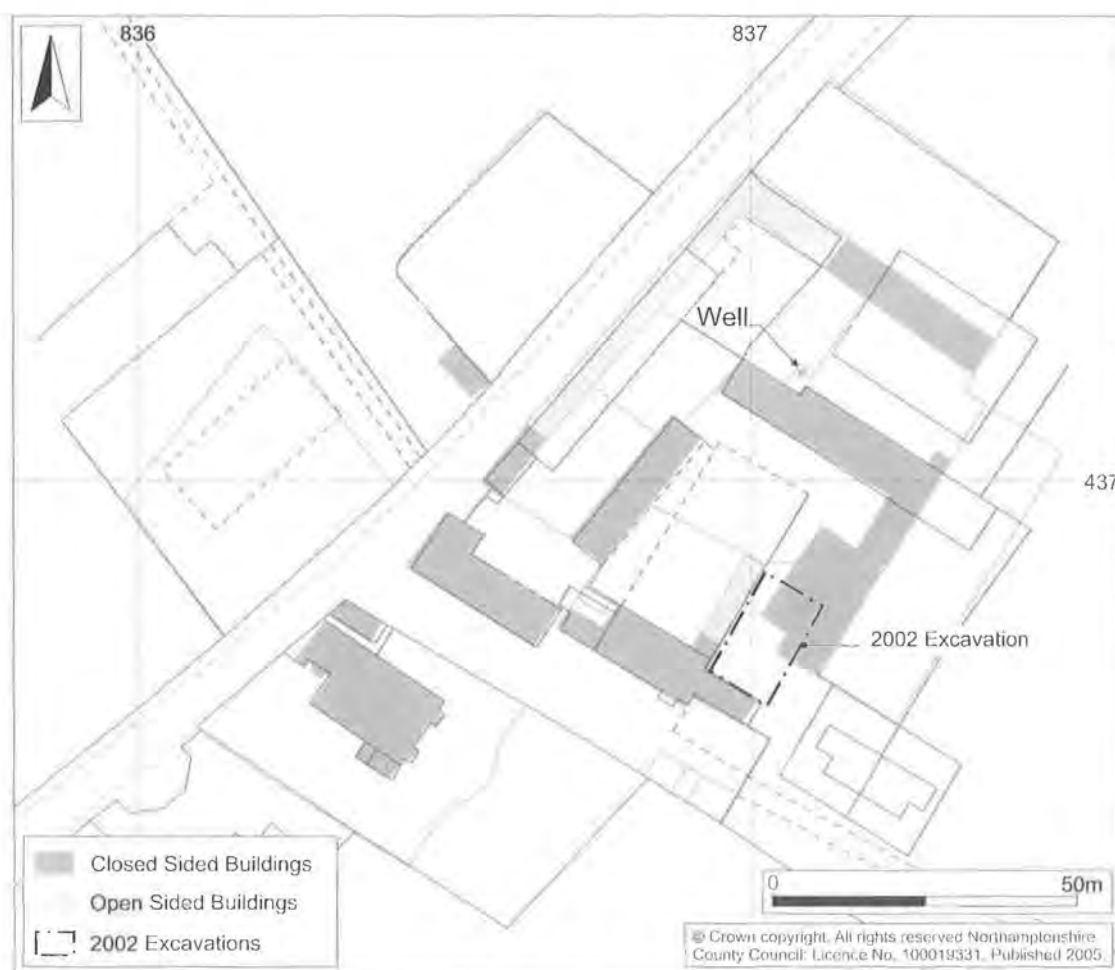 836
837
Well
437
2002 Excavation
Closed Sided Buildings
Open Sided Buildings
2002 Excavations
0
50m
© Crown copyright. All rights reserved Northamptonshire
County Council: Licence No. 100019331. Published 2005.